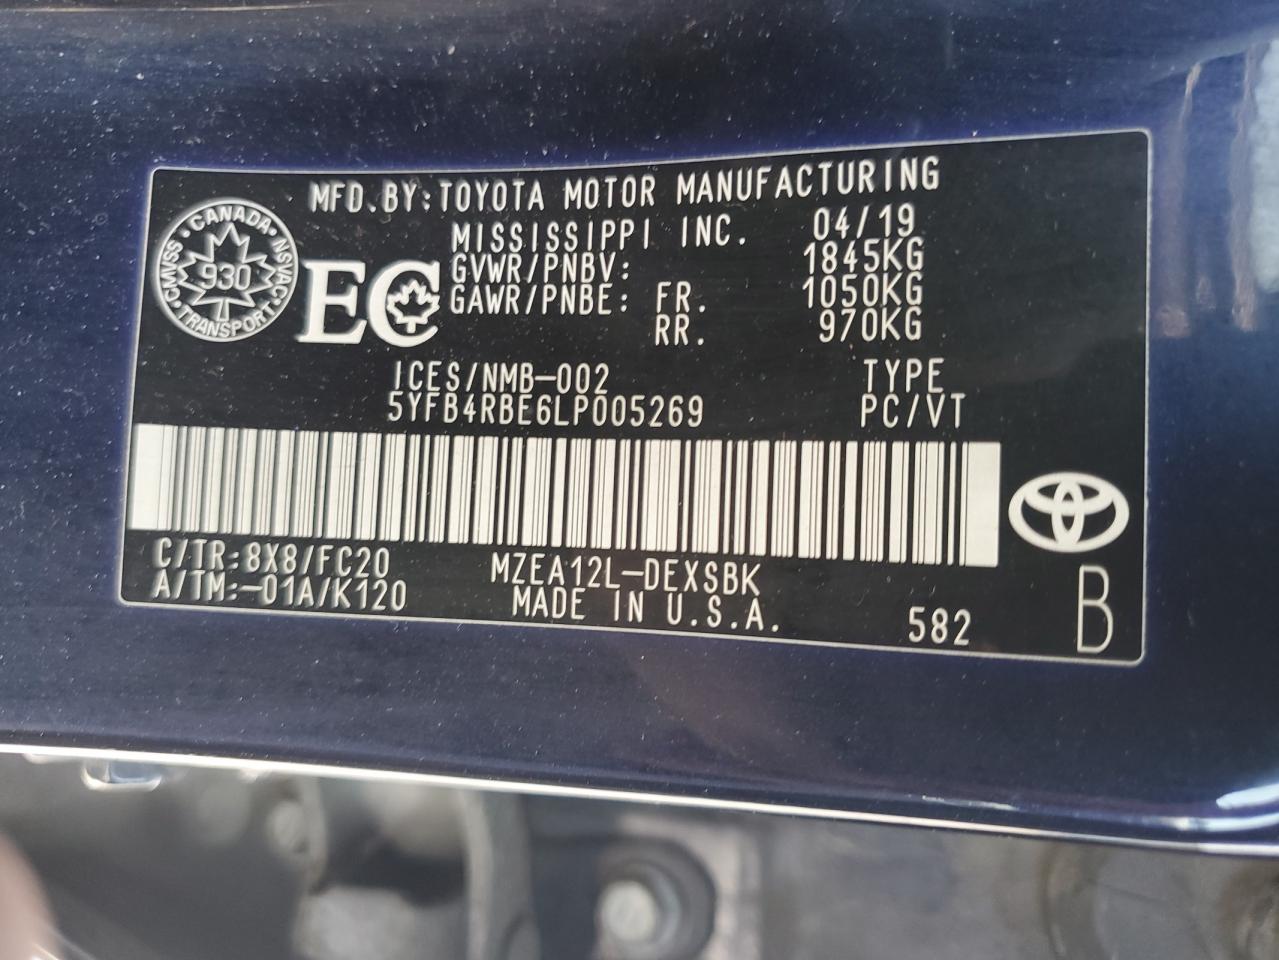 MFD.BY:TOYOTA MOTOR MANUFACTURING
MISSISSIPPI INC. 04/19
GVWR/PNBV: 1845KG
GAWR/PNBE: FR. 1050KG
RR. 970KG
CANADA
CMVSS 930 NSVAC
TRANSPORT
EC
ICES/NMB-002 TYPE
5YFB4RBE6LP005269 PC/VT
C/TR:8X8/FC20 MZEA12L-DEXSBK
A/TM:-01A/K120 MADE IN U.S.A. 582 B